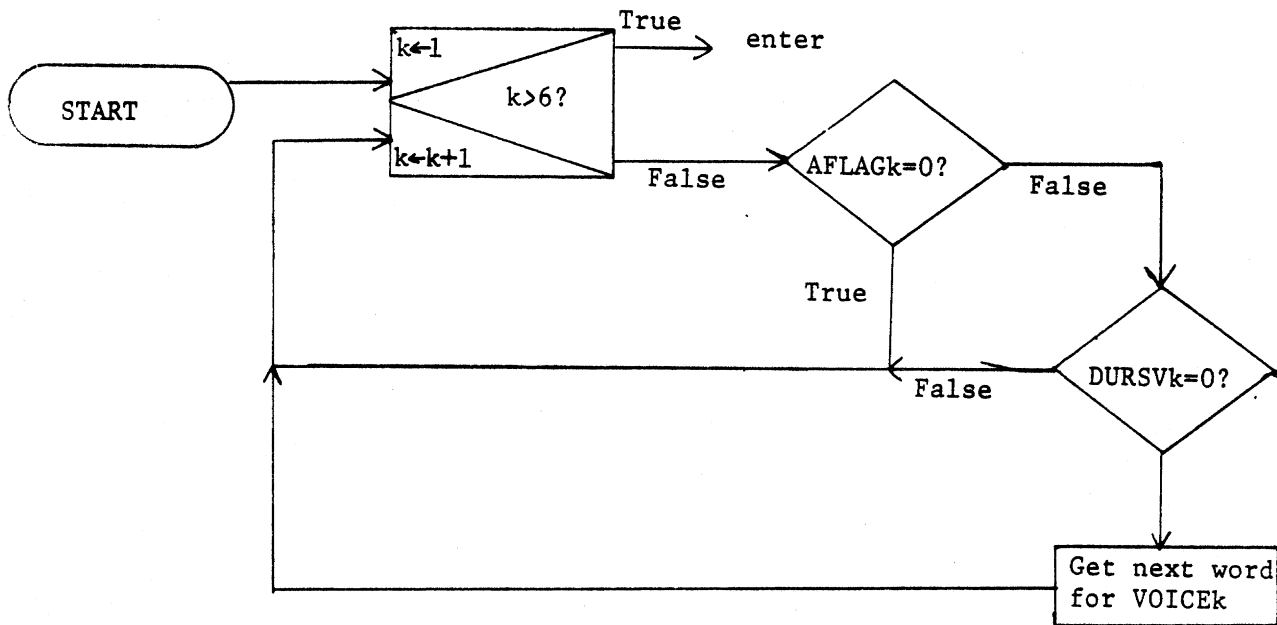 START
k←1
k>6?
k←k+1
True
enter
False
AFLAGk=0?
False
True
False
DURSVk=0?
Get next word
for VOICEk